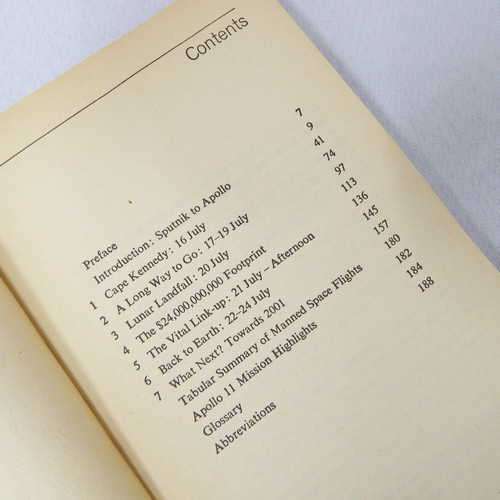 Contents
Preface 7
Introduction: Sputnik to Apollo 9
1 Cape Kennedy: 16 July 41
2 A Long Way to Go: 17–19 July 74
3 Lunar Landfall: 20 July 97
4 The $24,000,000,000 Footprint 113
5 The Vital Link-up: 21 July – Afternoon 136
6 Back to Earth: 22-24 July 145
7 What Next? Towards 2001 157
Tabular Summary of Manned Space Flights 180
Apollo 11 Mission Highlights 182
Glossary 184
Abbreviations 188